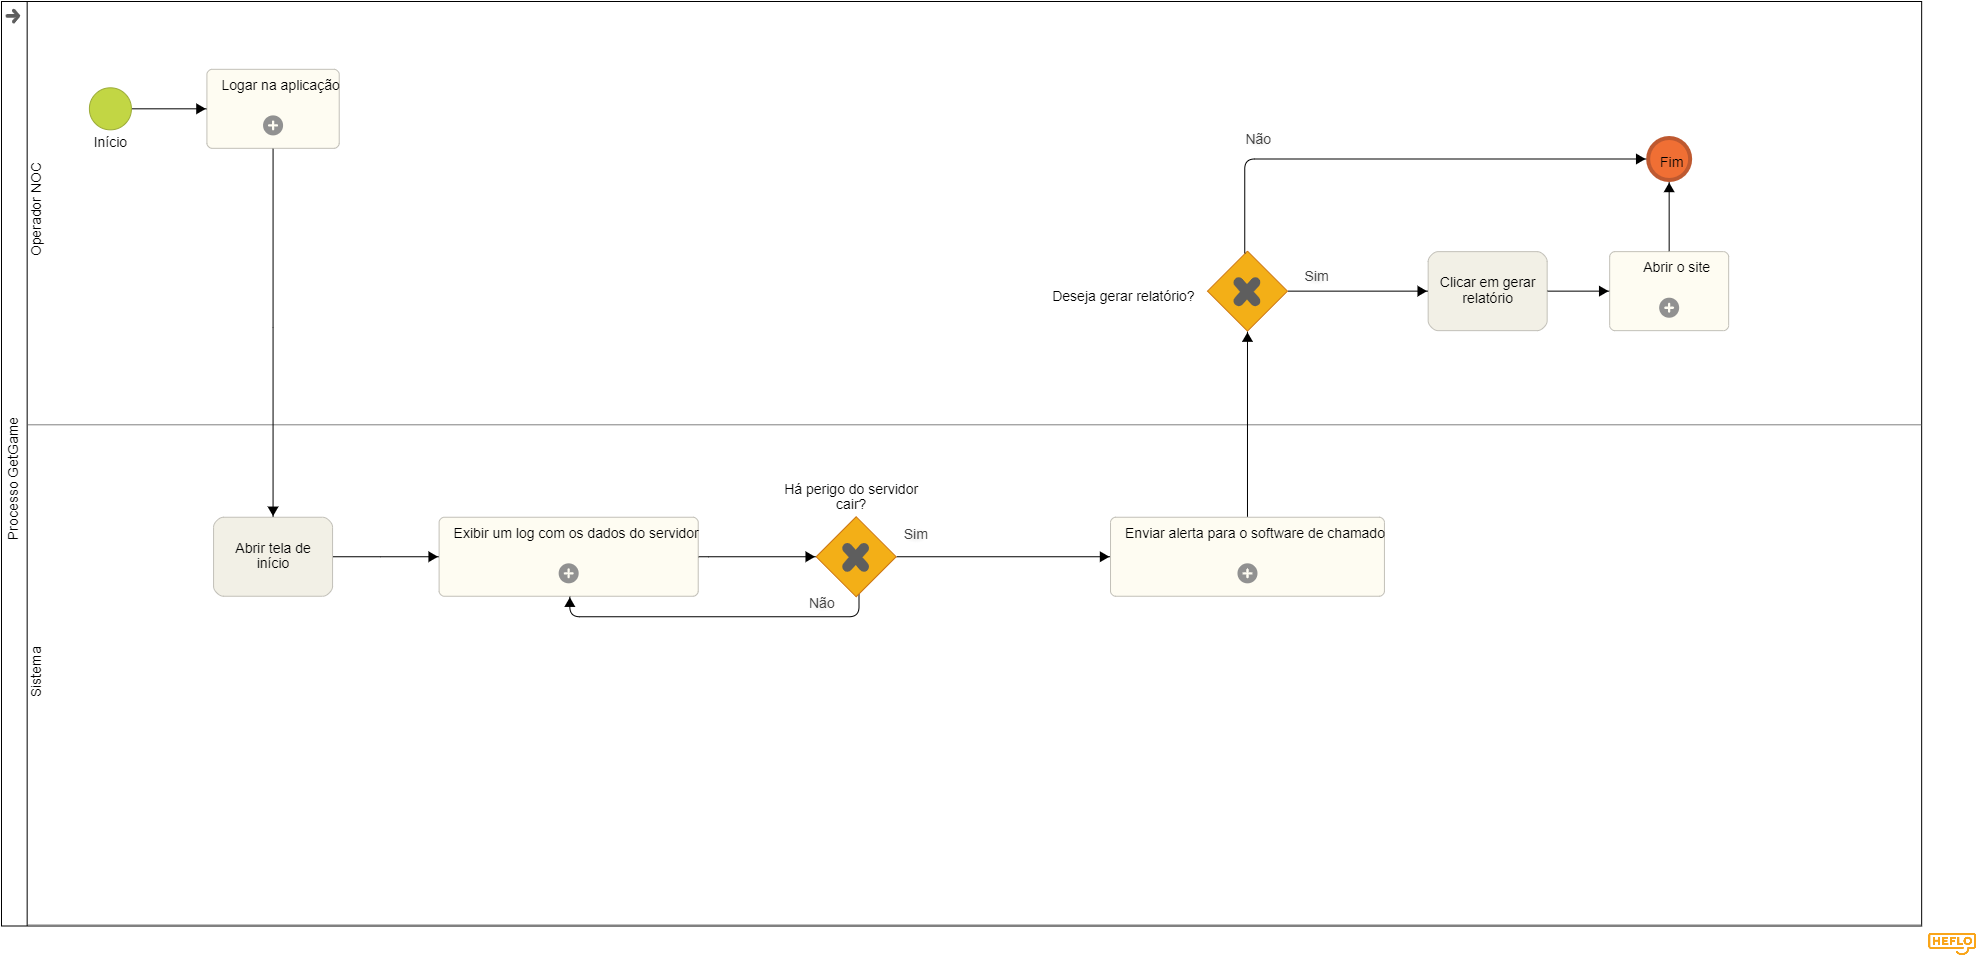 Processo GetGame
Operador NOC
Início
Logar na aplicação
Não
Fim
Deseja gerar relatório?
Sim
Clicar em gerar
relatório
Abrir o site
Sistema
Abrir tela de
início
Exibir um log com os dados do servidor
Há perigo do servidor
cair?
Sim
Não
Enviar alerta para o software de chamado
HEFLO